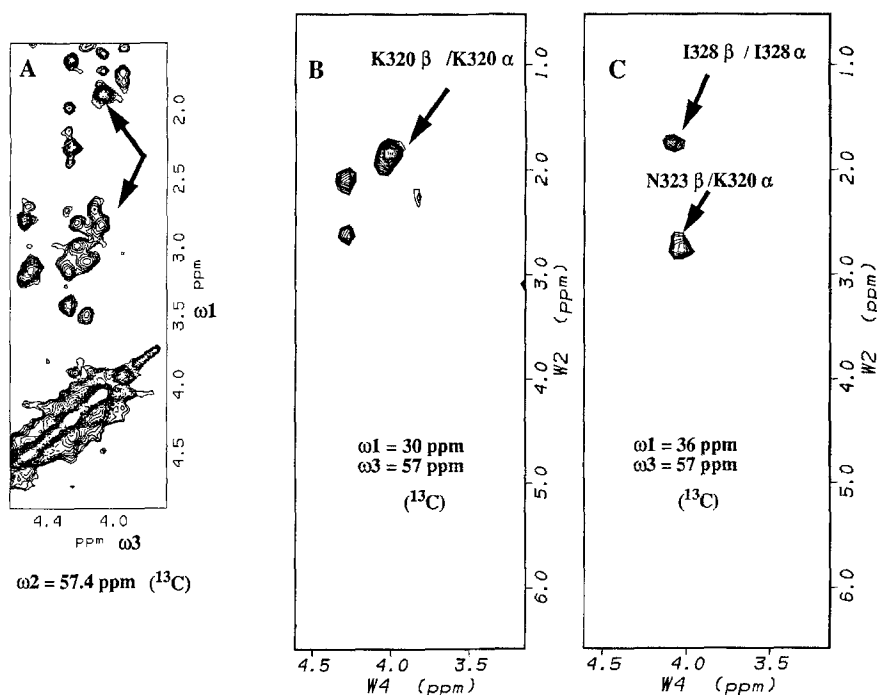 A
2.0
2.5
3.0
ppm
3.5
ω1
4.0
4.5
4.4 4.0
ppm ω3
ω2 = 57.4 ppm (13C)
B
K320 β /K320 α
1.0
2.0
3.0
(ppm)
W2
4.0
5.0
6.0
ω1 = 30 ppm
ω3 = 57 ppm
(13C)
4.5 4.0 3.5
W4 (ppm)
C
I328 β / I328 α
N323 β/K320 α
1.0
2.0
3.0
(ppm)
W2
4.0
5.0
6.0
ω1 = 36 ppm
ω3 = 57 ppm
(13C)
4.5 4.0 3.5
W4 (ppm)